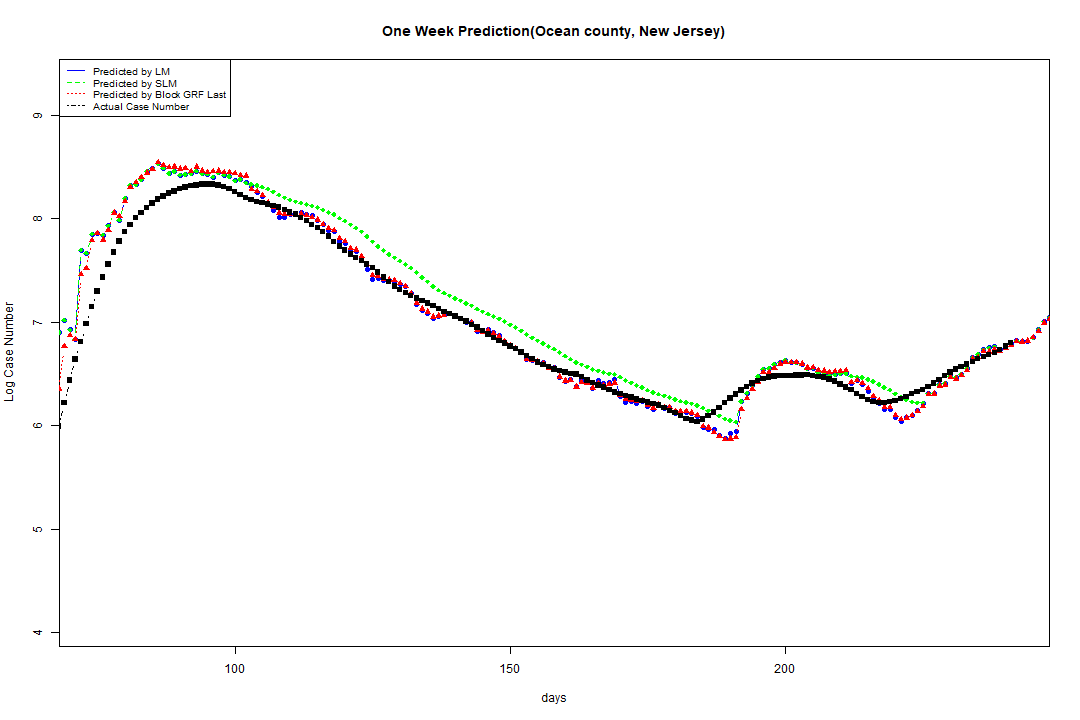 One Week Prediction(Ocean county, New Jersey)
Predicted by LM
Predicted by SLM
Predicted by Block GRF Last
Actual Case Number
9
8
7
6
5
4
Log Case Number
100 150 200
days